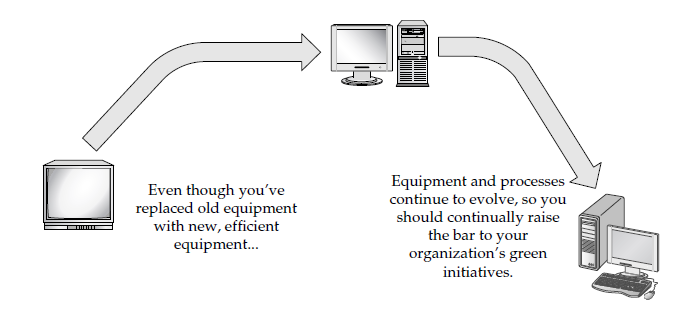 Even though you've
replaced old equipment
with new, efficient
equipment...
Equipment and processes
continue to evolve, so you
should continually raise
the bar to your
organization's green
initiatives.